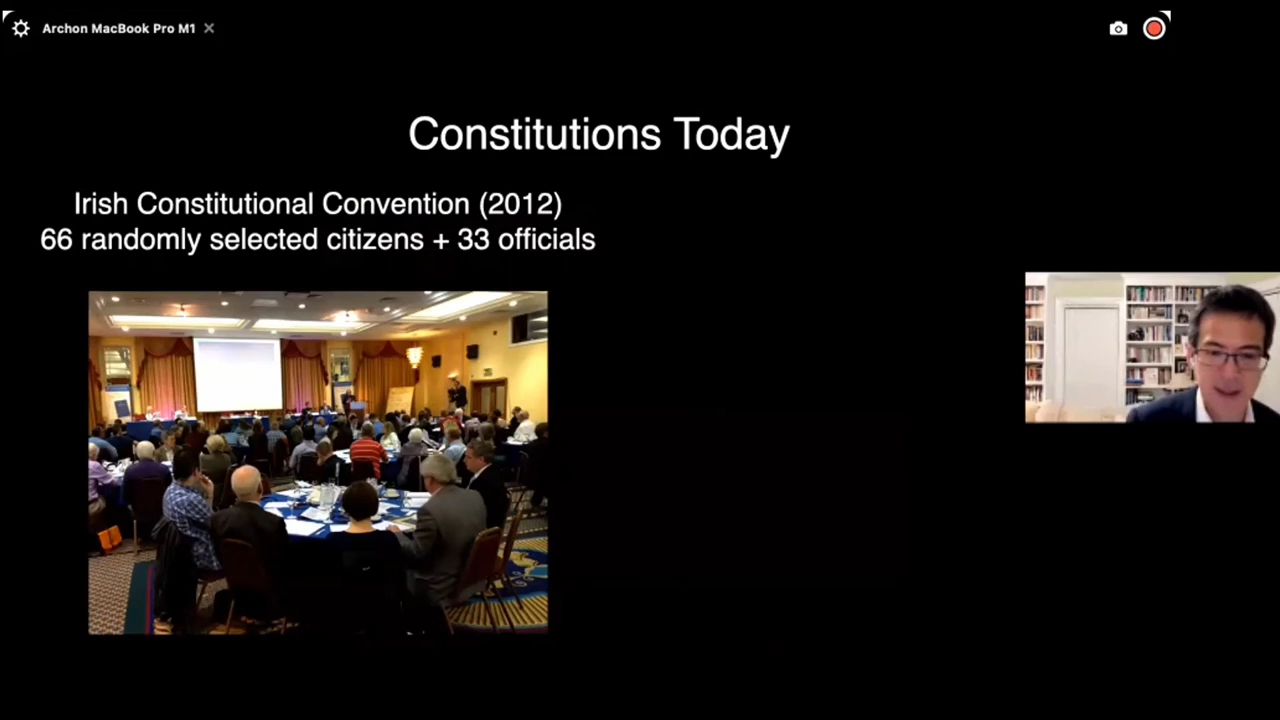 Archon MacBook Pro M1
Constitutions Today
Irish Constitutional Convention (2012)
66 randomly selected citizens + 33 officials